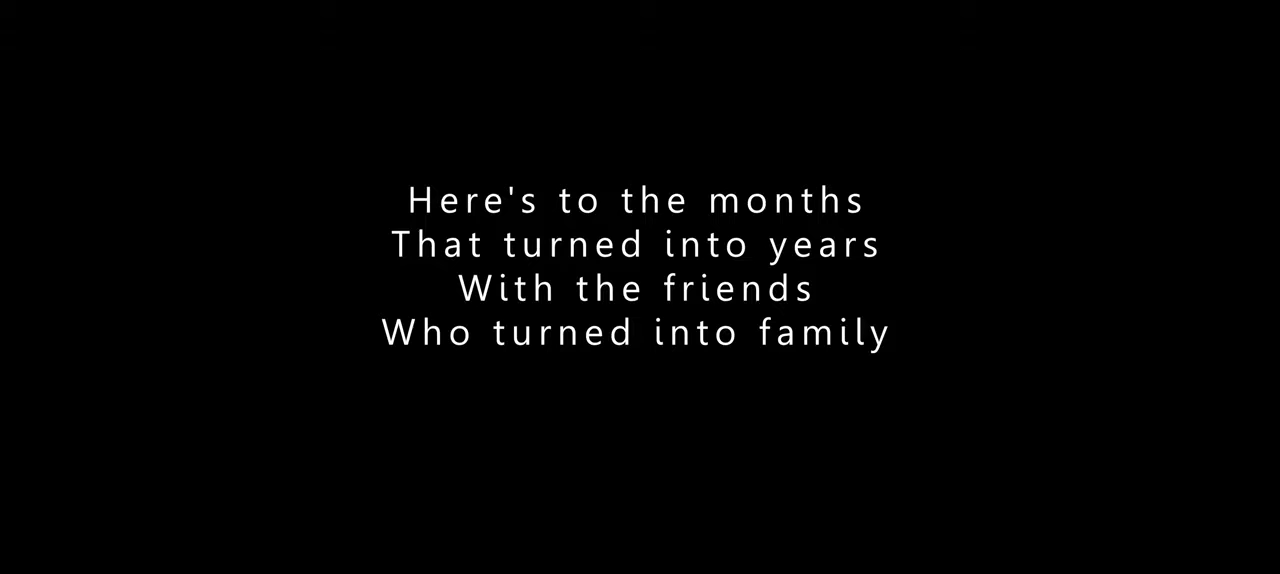 Here's to the months
That turned into years
With the friends
Who turned into family